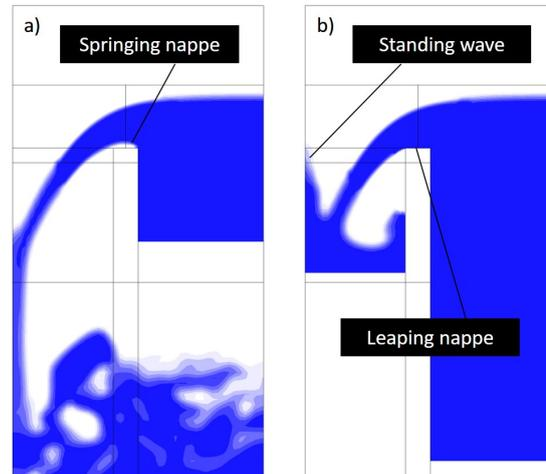 a)
Springing nappe
b)
Standing wave
Leaping nappe